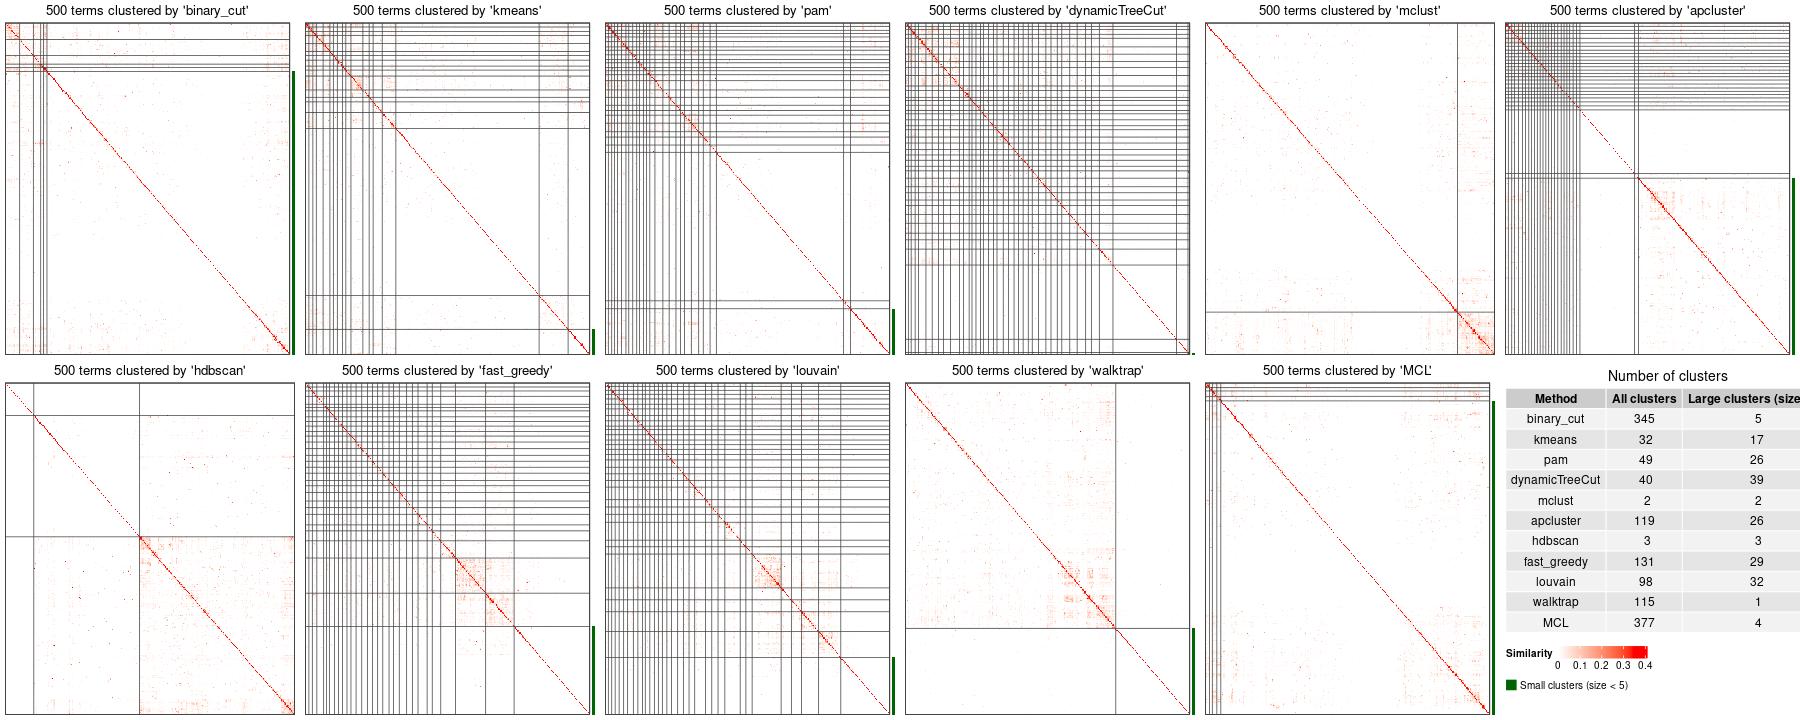 500 terms clustered by 'binary_cut'
500 terms clustered by 'kmeans'
500 terms clustered by 'pam'
500 terms clustered by 'dynamicTreeCut'
500 terms clustered by 'mclust'
500 terms clustered by 'apcluster'
500 terms clustered by 'hdbscan'
500 terms clustered by 'fast_greedy'
500 terms clustered by 'louvain'
500 terms clustered by 'walktrap'
500 terms clustered by 'MCL'
Number of clusters
Method All clusters Large clusters (size
binary_cut 345 5
kmeans 32 17
pam 49 26
dynamicTreeCut 40 39
mclust 2 2
apcluster 119 26
hdbscan 3 3
fast_greedy 131 29
louvain 98 32
walktrap 115 1
MCL 377 4
Similarity
0 0.1 0.2 0.3 0.4
Small clusters (size < 5)